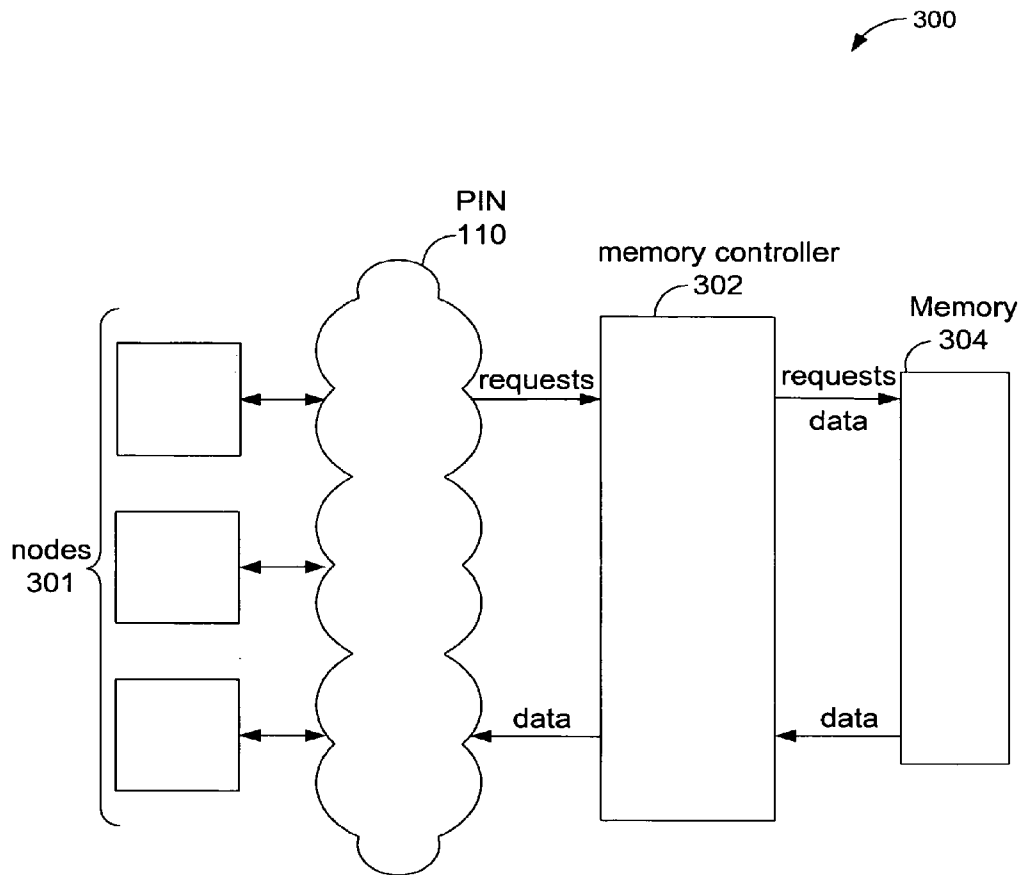 300
PIN
110
memory controller
302
Memory
304
requests
requests
data
nodes
301
data
data